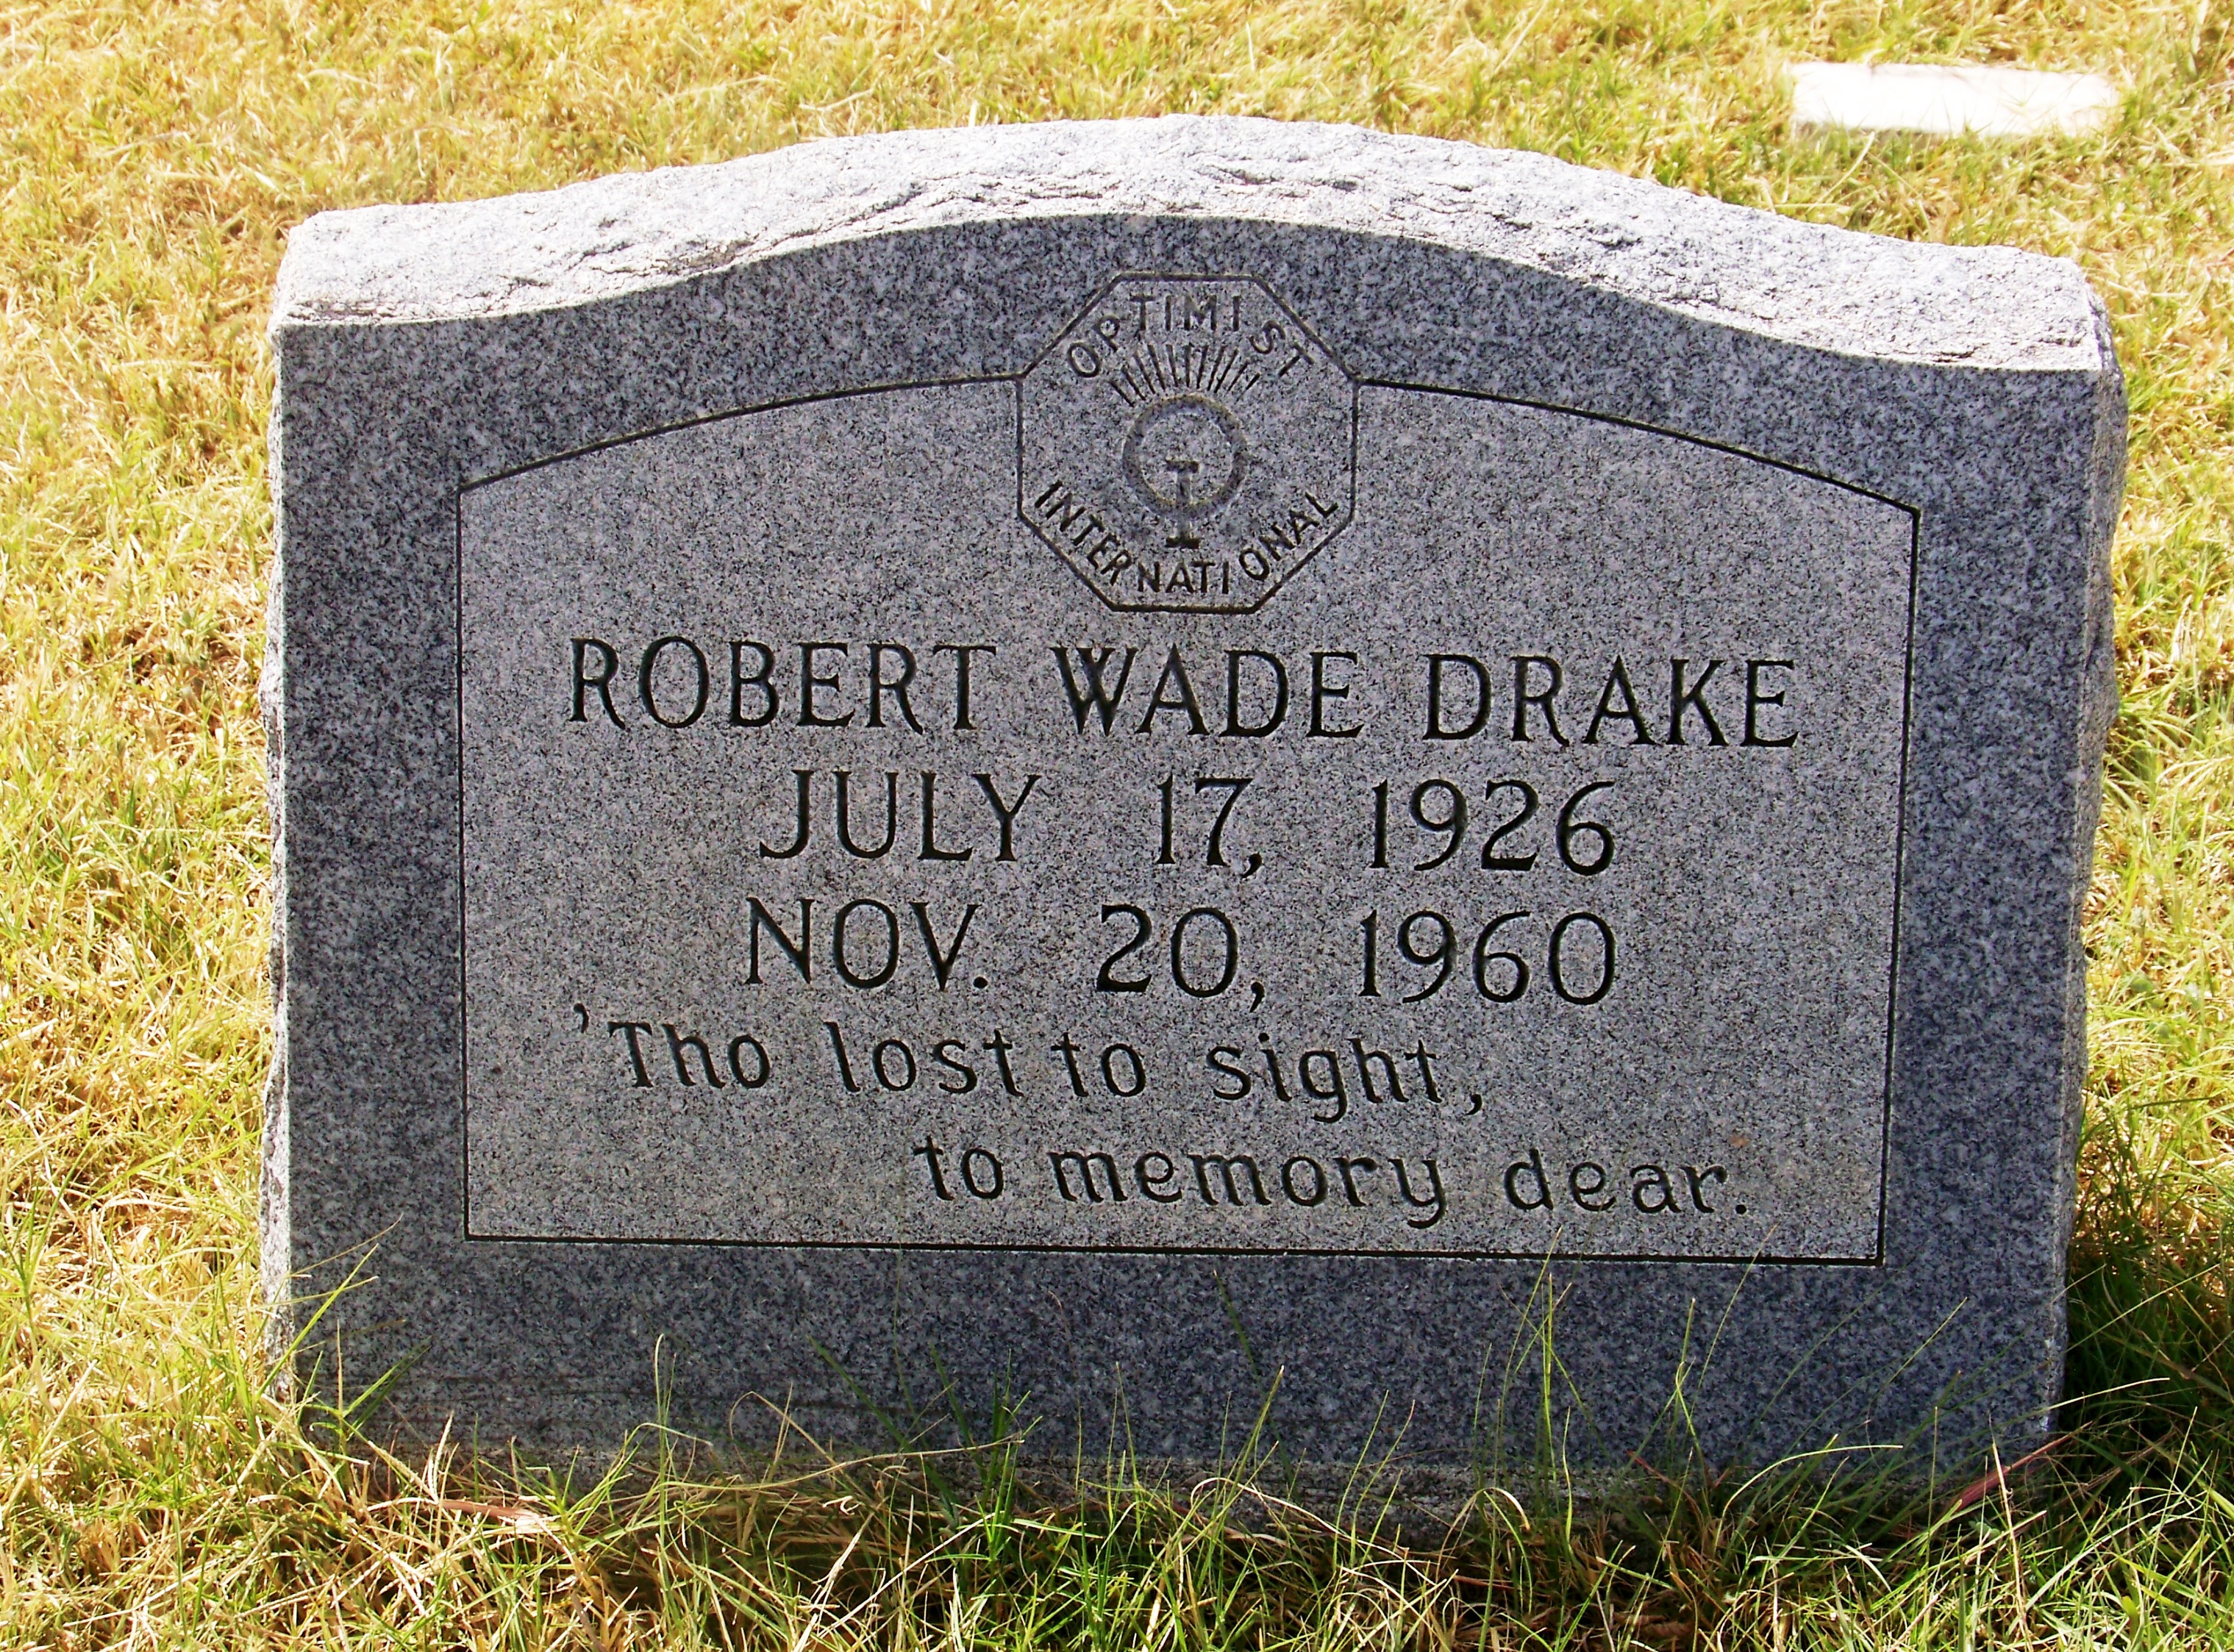 OPTIMIST
INTERNATIONAL
ROBERT WADE DRAKE
JULY 17, 1926
NOV. 20, 1960
'Tho lost to sight,
to memory dear.